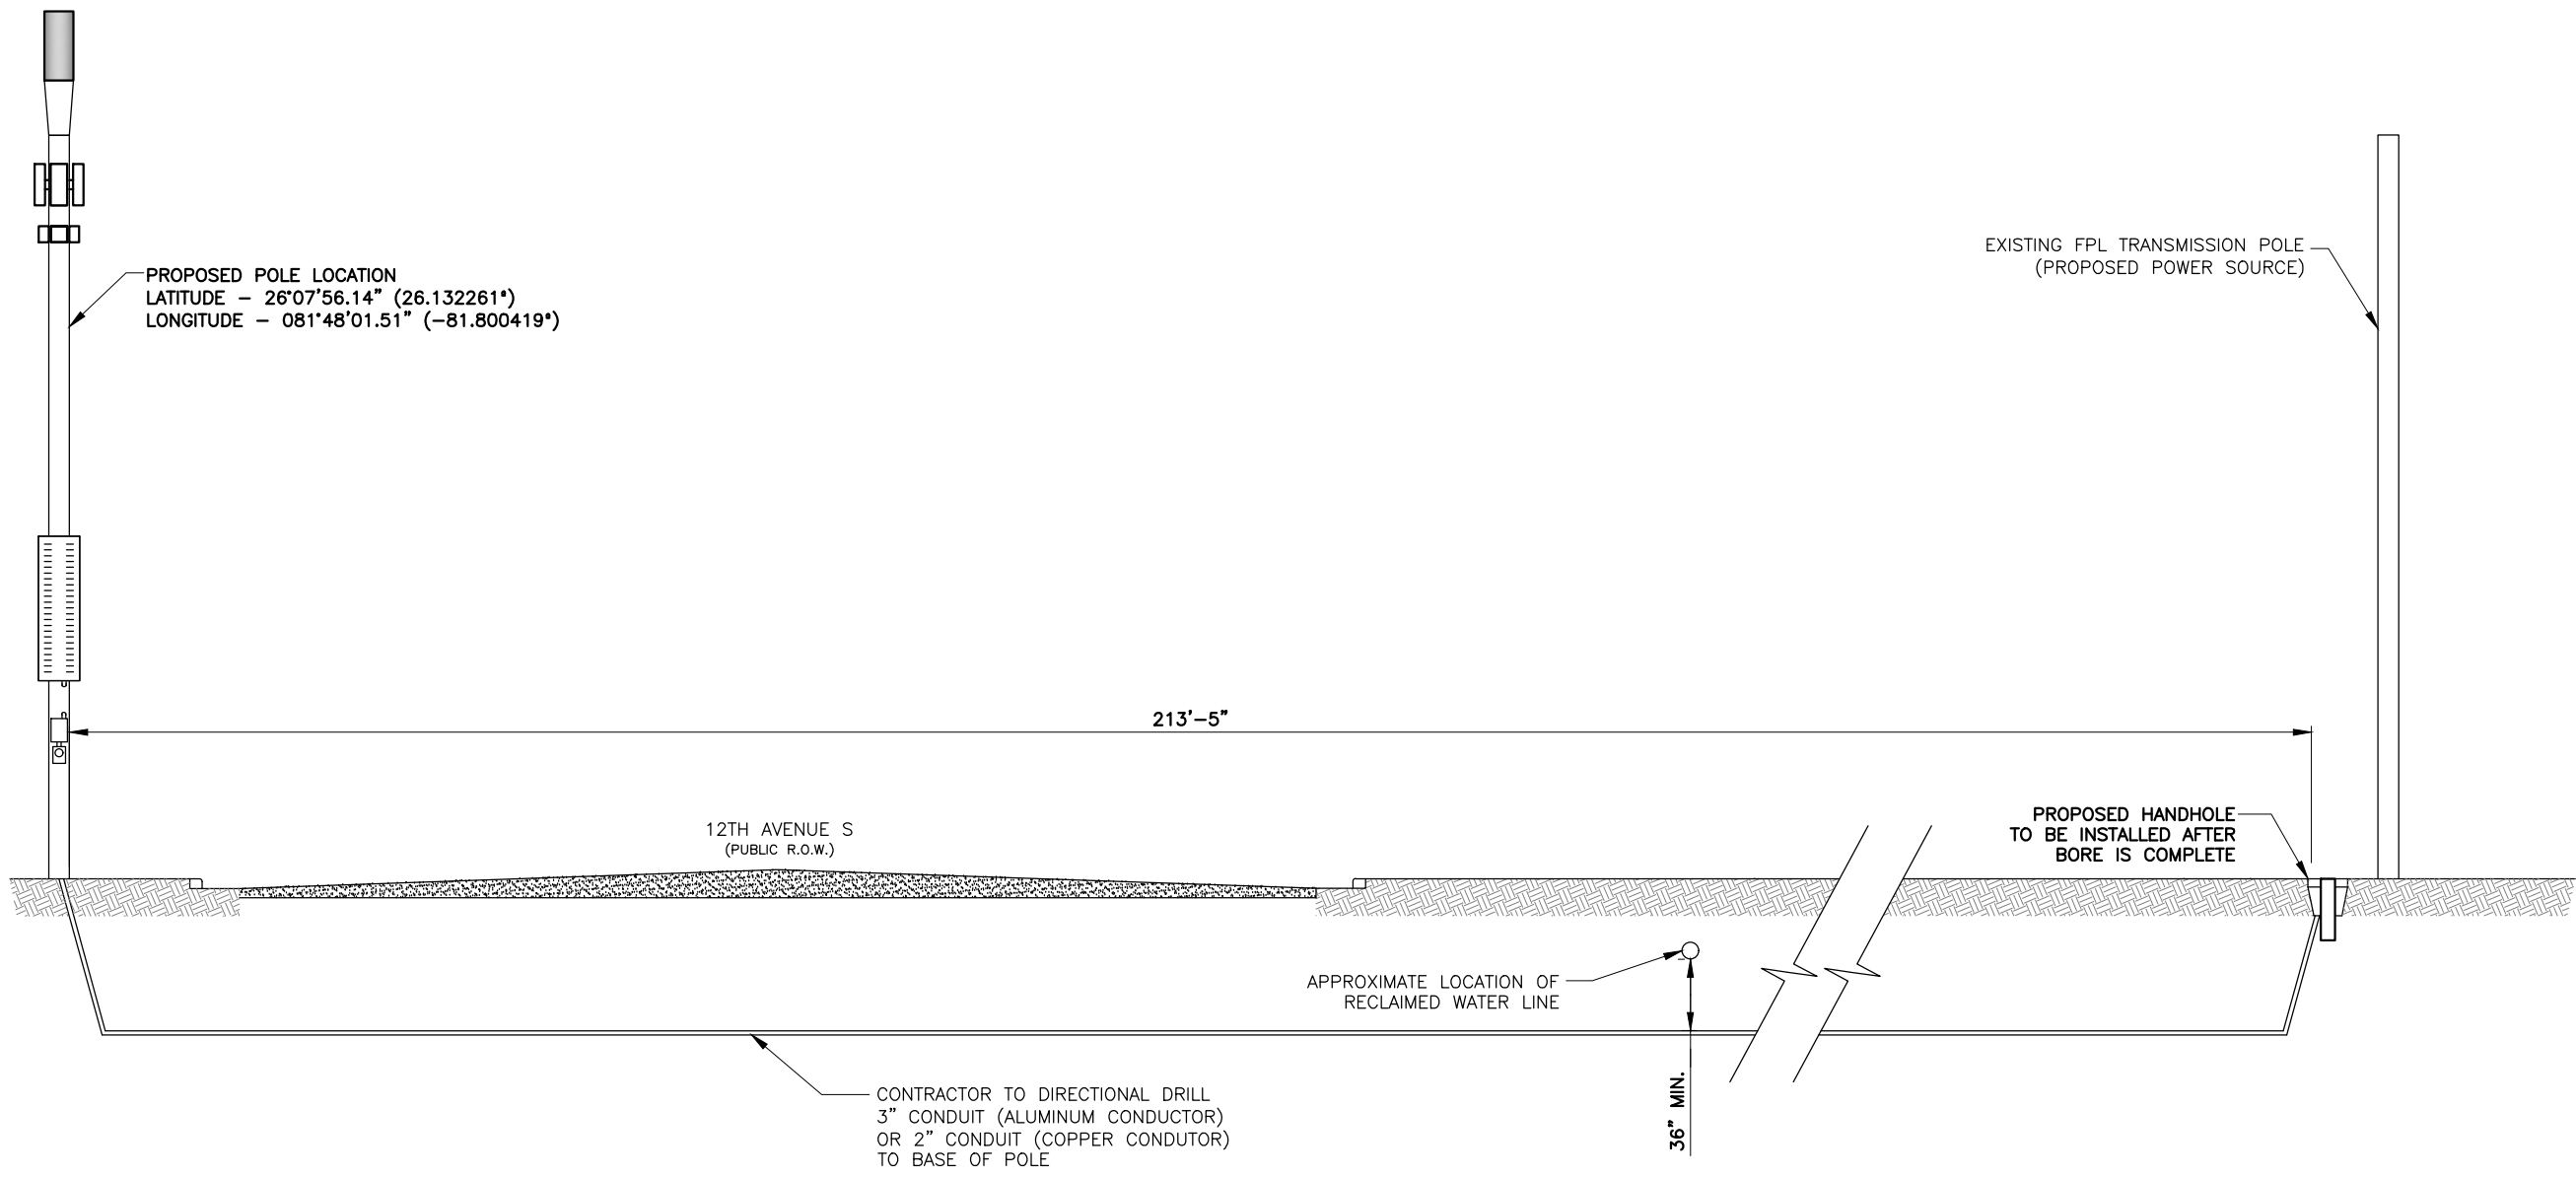 PROPOSED POLE LOCATION
LATITUDE - 26°07'56.14" (26.132261°)
LONGITUDE - 081°48'01.51" (-81.800419°)
EXISTING FPL TRANSMISSION POLE
(PROPOSED POWER SOURCE)
213'-5"
12TH AVENUE S
(PUBLIC R.O.W.)
PROPOSED HANDHOLE
TO BE INSTALLED AFTER
BORE IS COMPLETE
APPROXIMATE LOCATION OF
RECLAIMED WATER LINE
36" MIN.
CONTRACTOR TO DIRECTIONAL DRILL
3" CONDUIT (ALUMINUM CONDUCTOR)
OR 2" CONDUIT (COPPER CONDUTOR)
TO BASE OF POLE